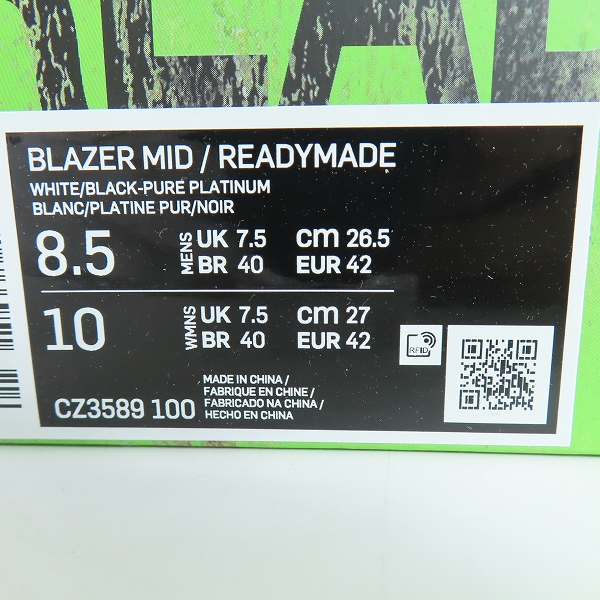 BLAZER MID / READYMADE
WHITE/BLACK-PURE PLATINUM
BLANC/PLATINE PUR/NOIR
8.5 MENS UK 7.5 cm 26.5
BR 40 EUR 42
10 WMNS UK 7.5 cm 27
BR 40 EUR 42
RFID
MADE IN CHINA /
FABRIQUE EN CHINE /
FABRICADO NA CHINA /
HECHO EN CHINA
CZ3589 100